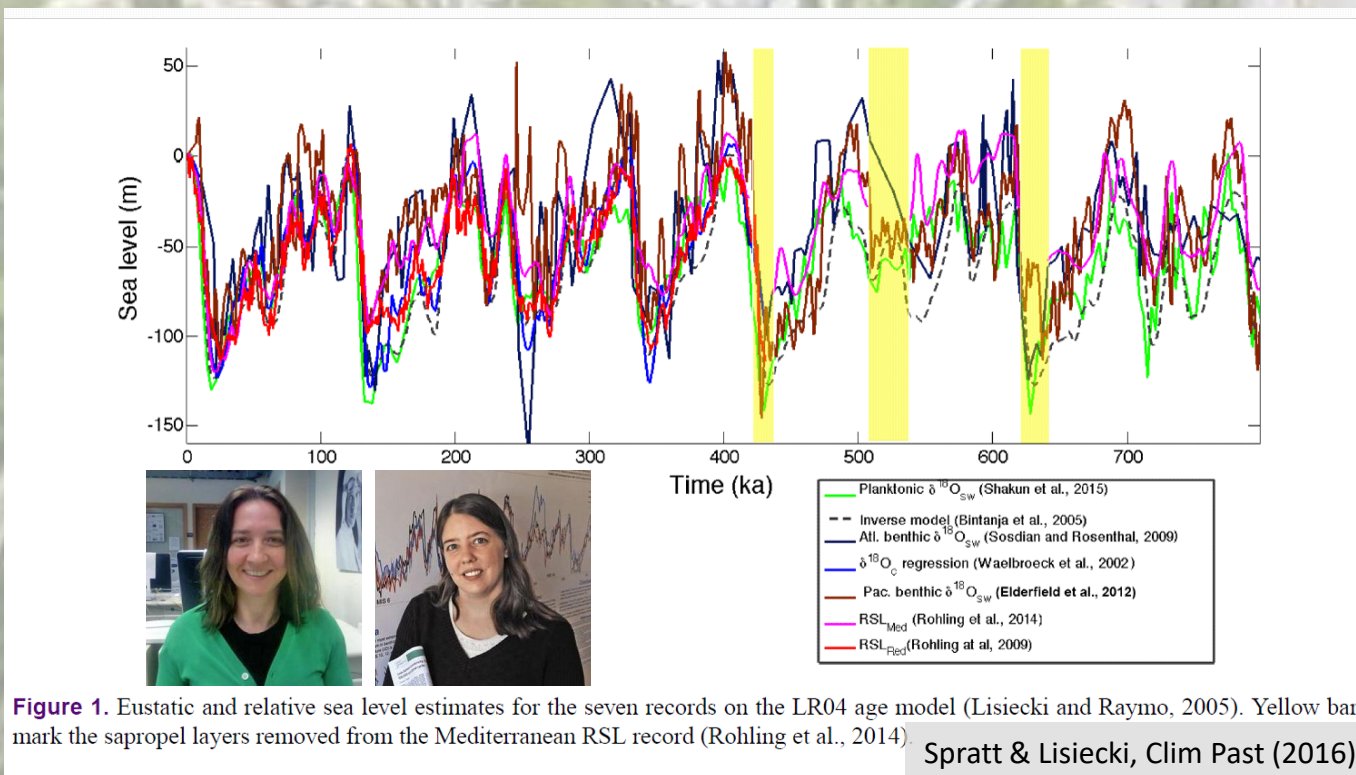 50
0
-50
-100
-150
Sea level (m)
0 100 200 300 400 500 600 700
Time (ka)
Planktonic δ18Osw (Shakun et al., 2015)
Inverse model (Bintanja et al., 2005)
Atl. benthic δ18Osw (Sosdian and Rosenthal, 2009)
δ18Oc regression (Waelbroeck et al., 2002)
Pac. benthic δ18Osw (Elderfield et al., 2012)
RSLMed (Rohling et al., 2014)
RSLRed(Rohling at al, 2009)
Figure 1. Eustatic and relative sea level estimates for the seven records on the LR04 age model (Lisiecki and Raymo, 2005). Yellow bar
mark the sapropel layers removed from the Mediterranean RSL record (Rohling et al., 2014)
Spratt & Lisiecki, Clim Past (2016)